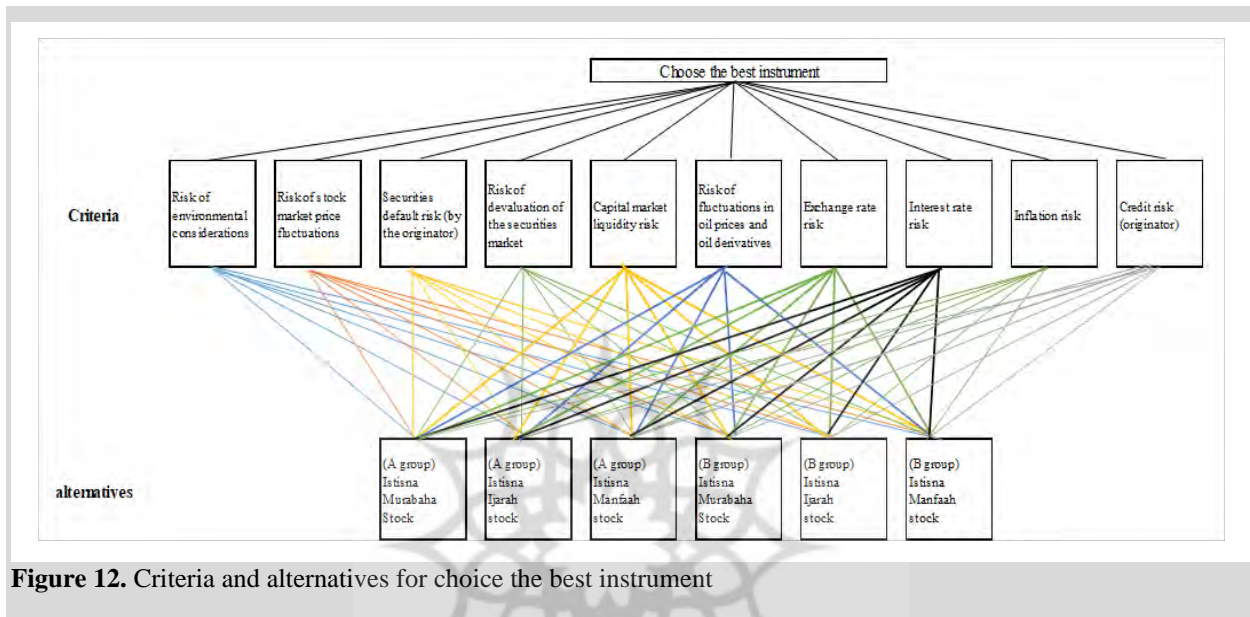 Choose the best instrument
Criteria
Risk of
environmental
considerations
Risk of stock
market price
fluctuations
Securities
default risk (by
the originator)
Risk of
devaluation of
the securities
market
Capital market
liquidity risk
Risk of
fluctuations in
oil prices and
oil derivatives
Exchange rate
risk
Interest rate
risk
Inflation risk
Credit risk
(originator)
alternatives
(A group)
Istisna
Murabaha
Stock
(A group)
Istisna
Ijarah
stock
(A group)
Istisna
Manfaah
stock
(B group)
Istisna
Murabaha
Stock
(B group)
Istisna
Ijarah
stock
(B group)
Istisna
Manfaah
stock
Figure 12. Criteria and alternatives for choice the best instrument